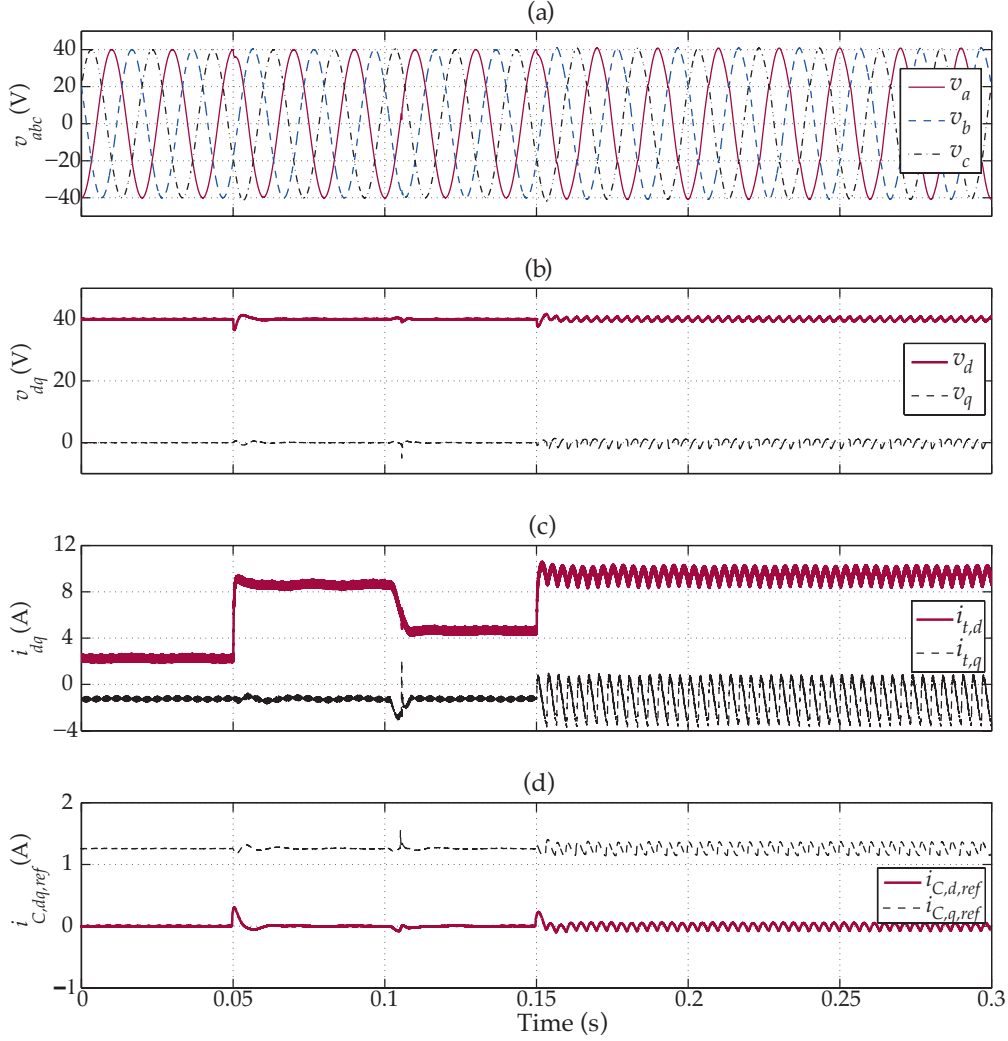 (a)
v_abc (V)
40
20
0
−20
−40
v_a
v_b
v_c
(b)
v_dq (V)
40
20
0
v_d
v_q
(c)
i_dq (A)
12
8
4
0
−4
i_t,d
i_t,q
(d)
i_C,dq,ref (A)
2
1
0
−1
i_C,d,ref
i_C,q,ref
0 0.05 0.1 0.15 0.2 0.25 0.3
Time (s)